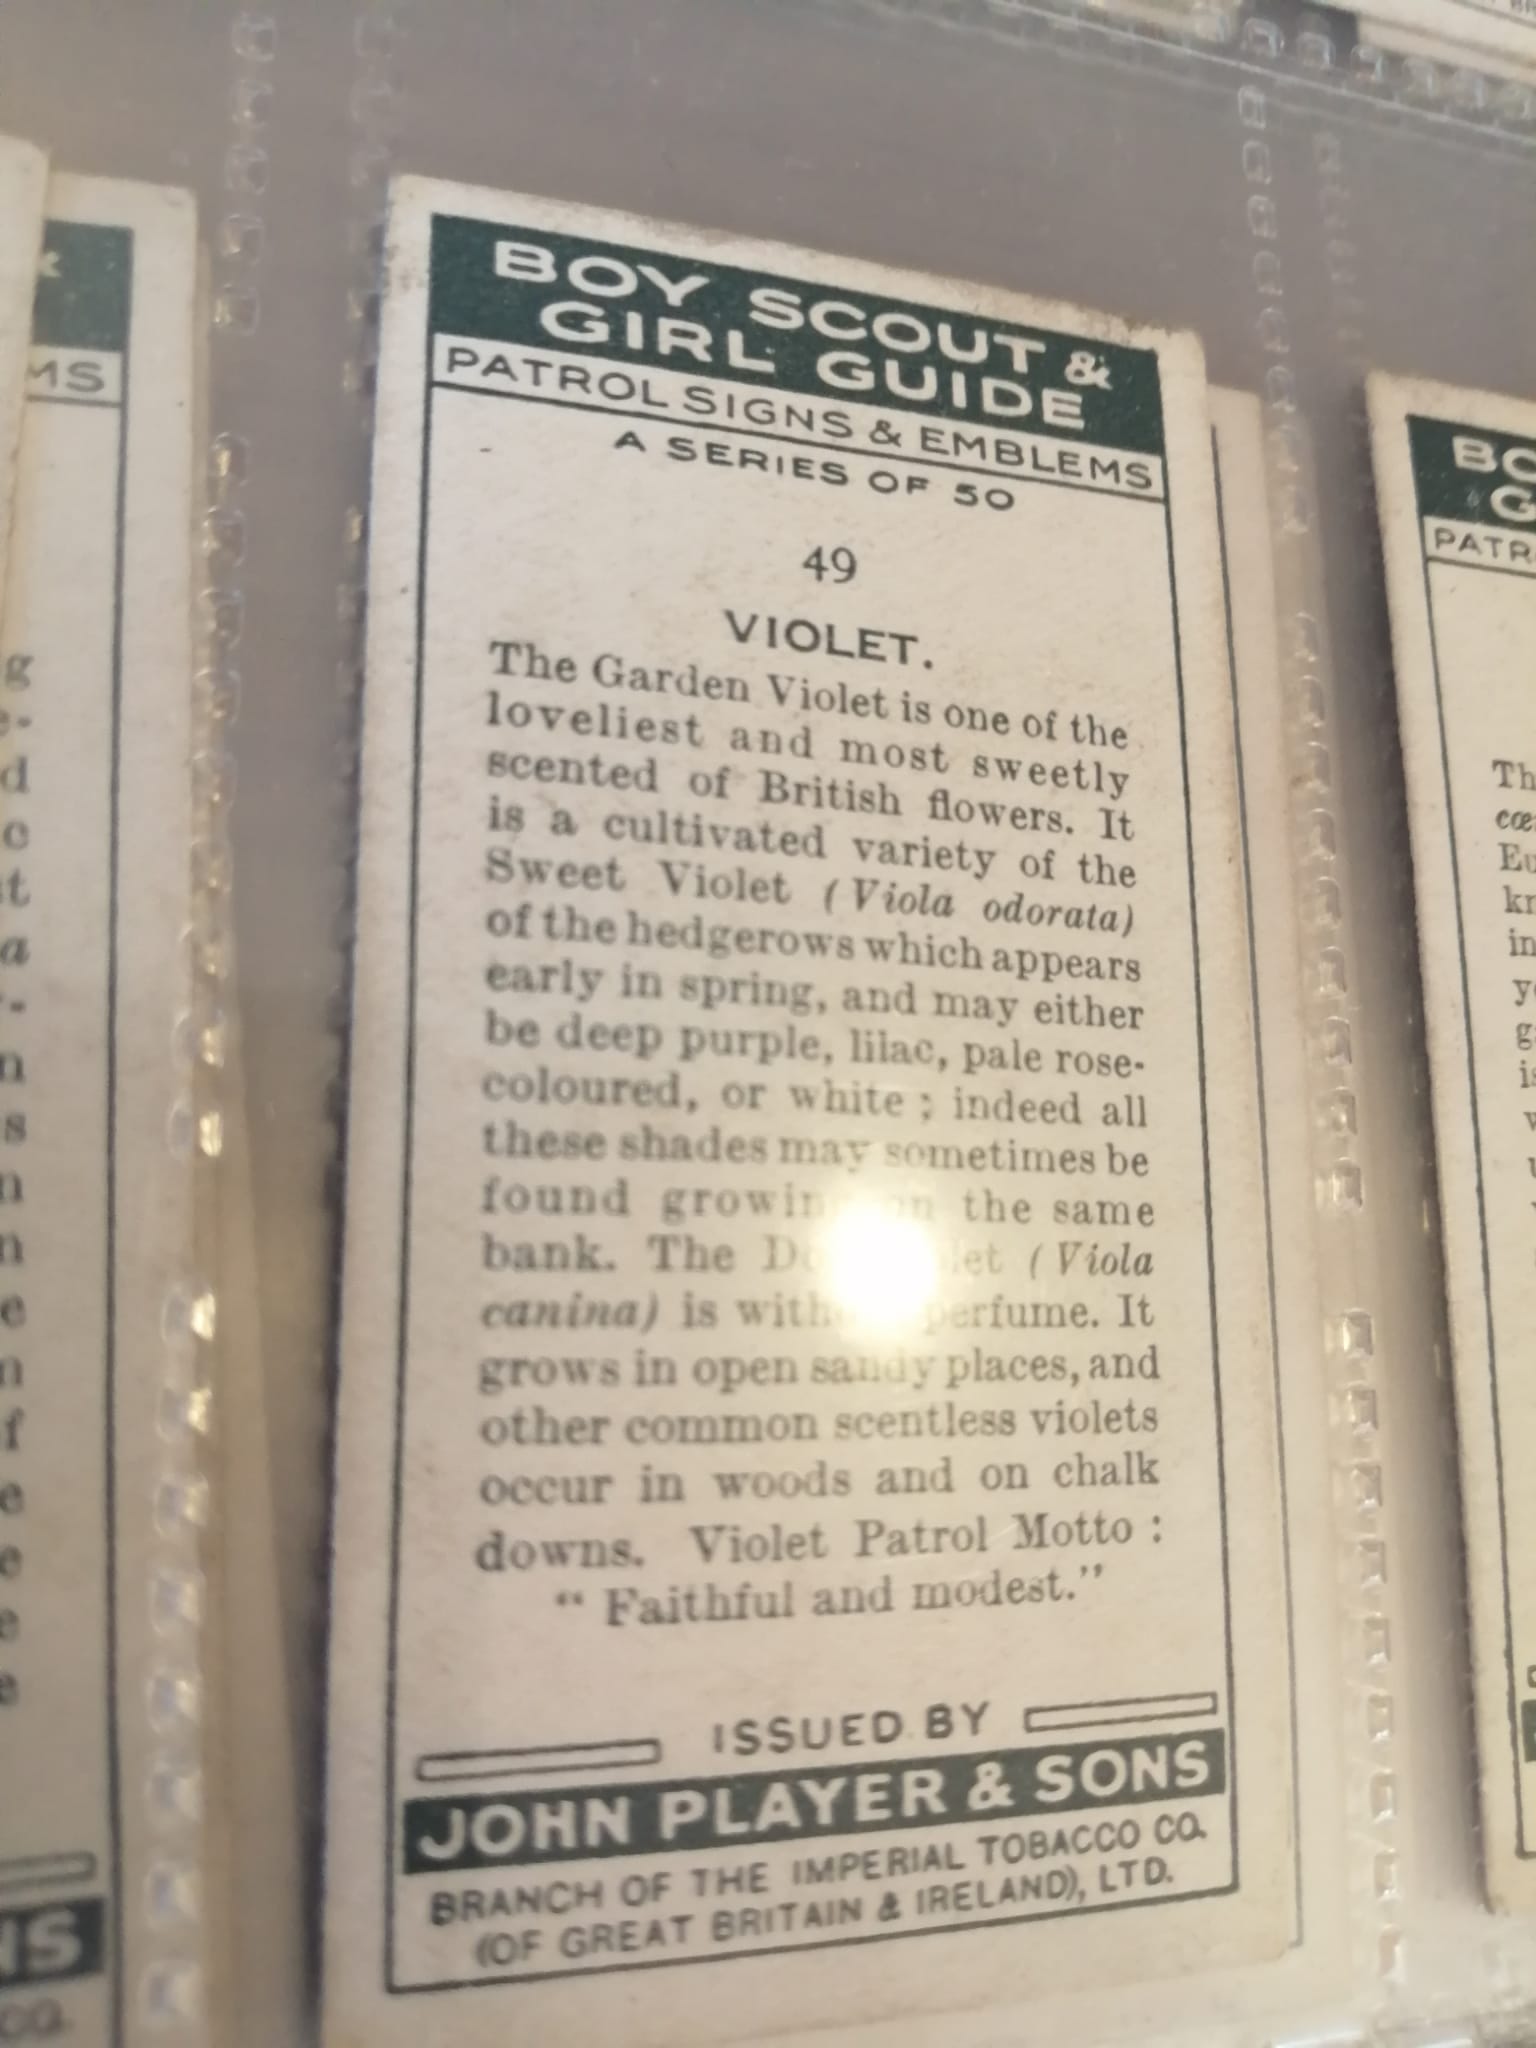 BOY SCOUT &
GIRL GUIDE
PATROL SIGNS & EMBLEMS
A SERIES OF 50
49
VIOLET.
The Garden Violet is one of the
loveliest and most sweetly
scented of British flowers. It
is a cultivated variety of the
Sweet Violet (Viola odorata)
of the hedgerows which appears
early in spring, and may either
be deep purple, lilac, pale rose-
coloured, or white ; indeed all
these shades may sometimes be
found growing on the same
bank. The (Viola
canina) is perfume. It
grows in open sandy places, and
other common scentless violets
occur in woods and on chalk
downs. Violet Patrol Motto :
“ Faithful and modest.”
ISSUED BY
JOHN PLAYER & SONS
BRANCH OF THE IMPERIAL TOBACCO CO.
(OF GREAT BRITAIN & IRELAND), LTD.